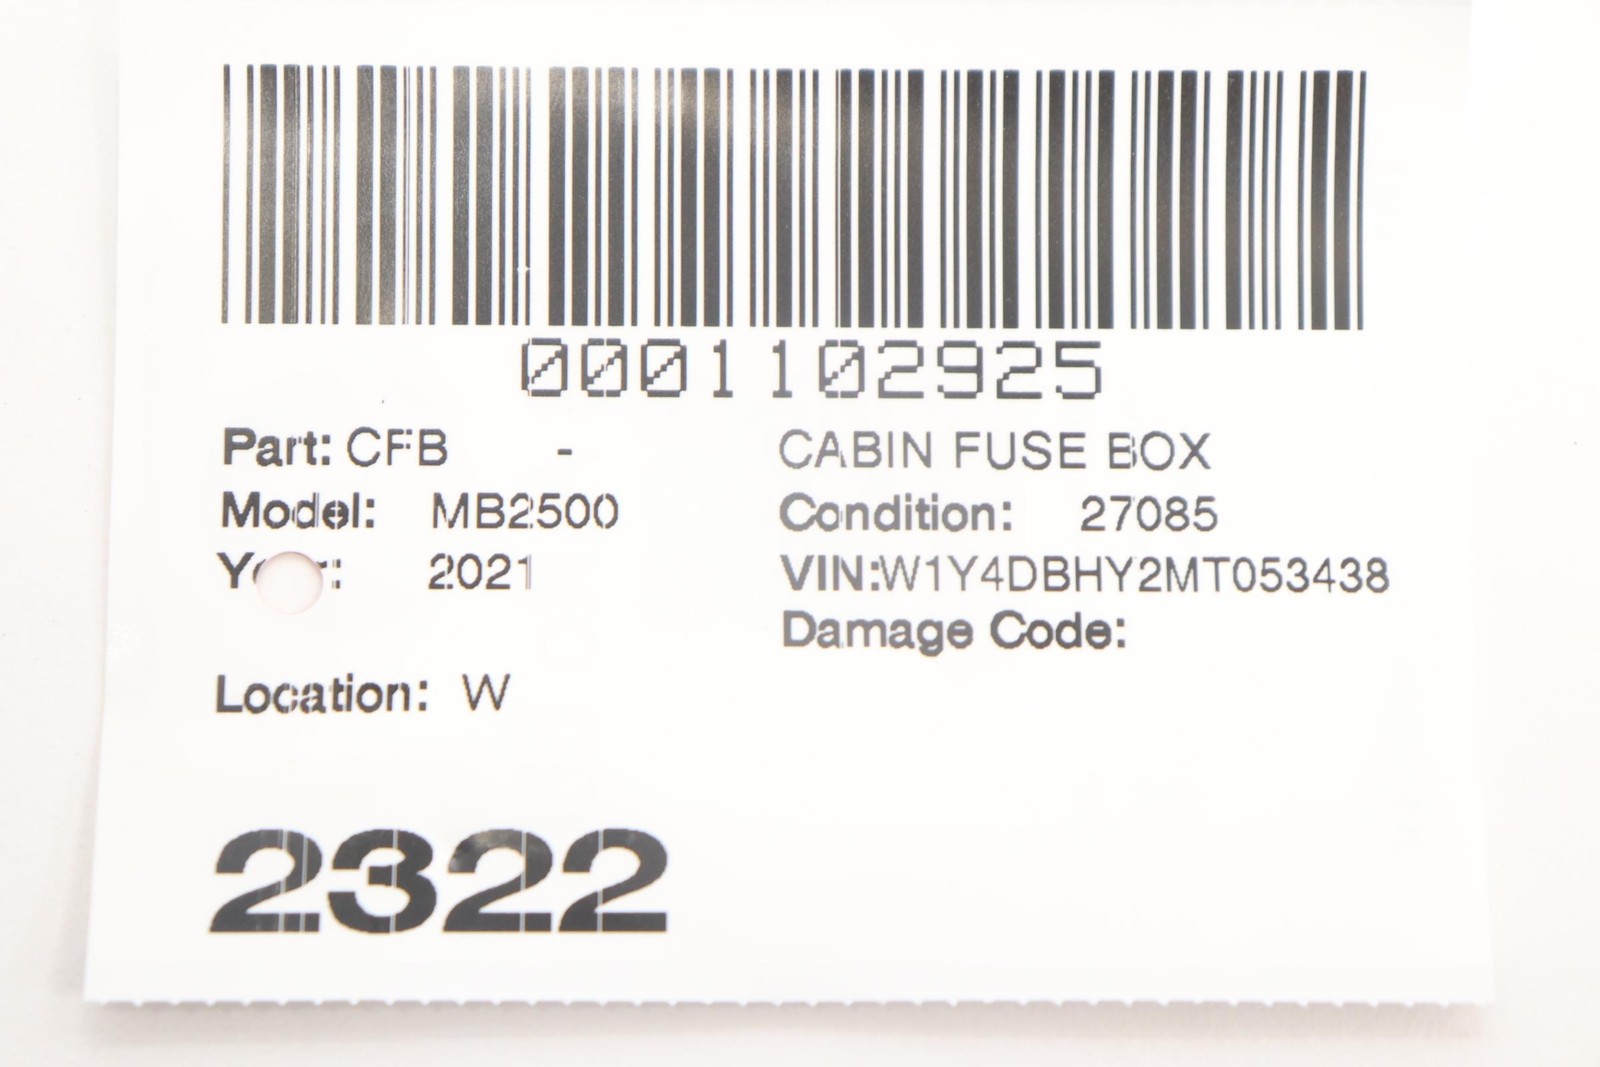 0001102925
Part: CFB - CABIN FUSE BOX
Model: MB2500 Condition: 27085
2021 VIN:W1Y4DBHY2MT053438
Damage Code:
Location: W
2322